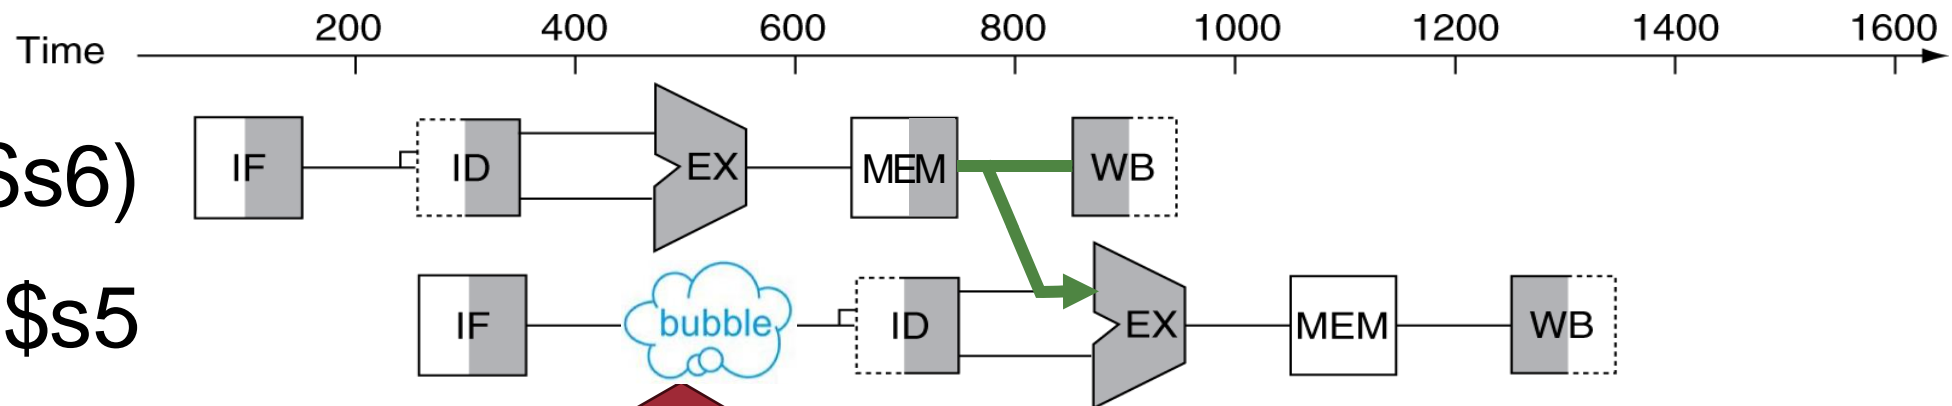 200 400 600 800 1000 1200 1400 1600
Time
$s6)
IF ID EX MEM WB
$s5
IF bubble ID EX MEM WB